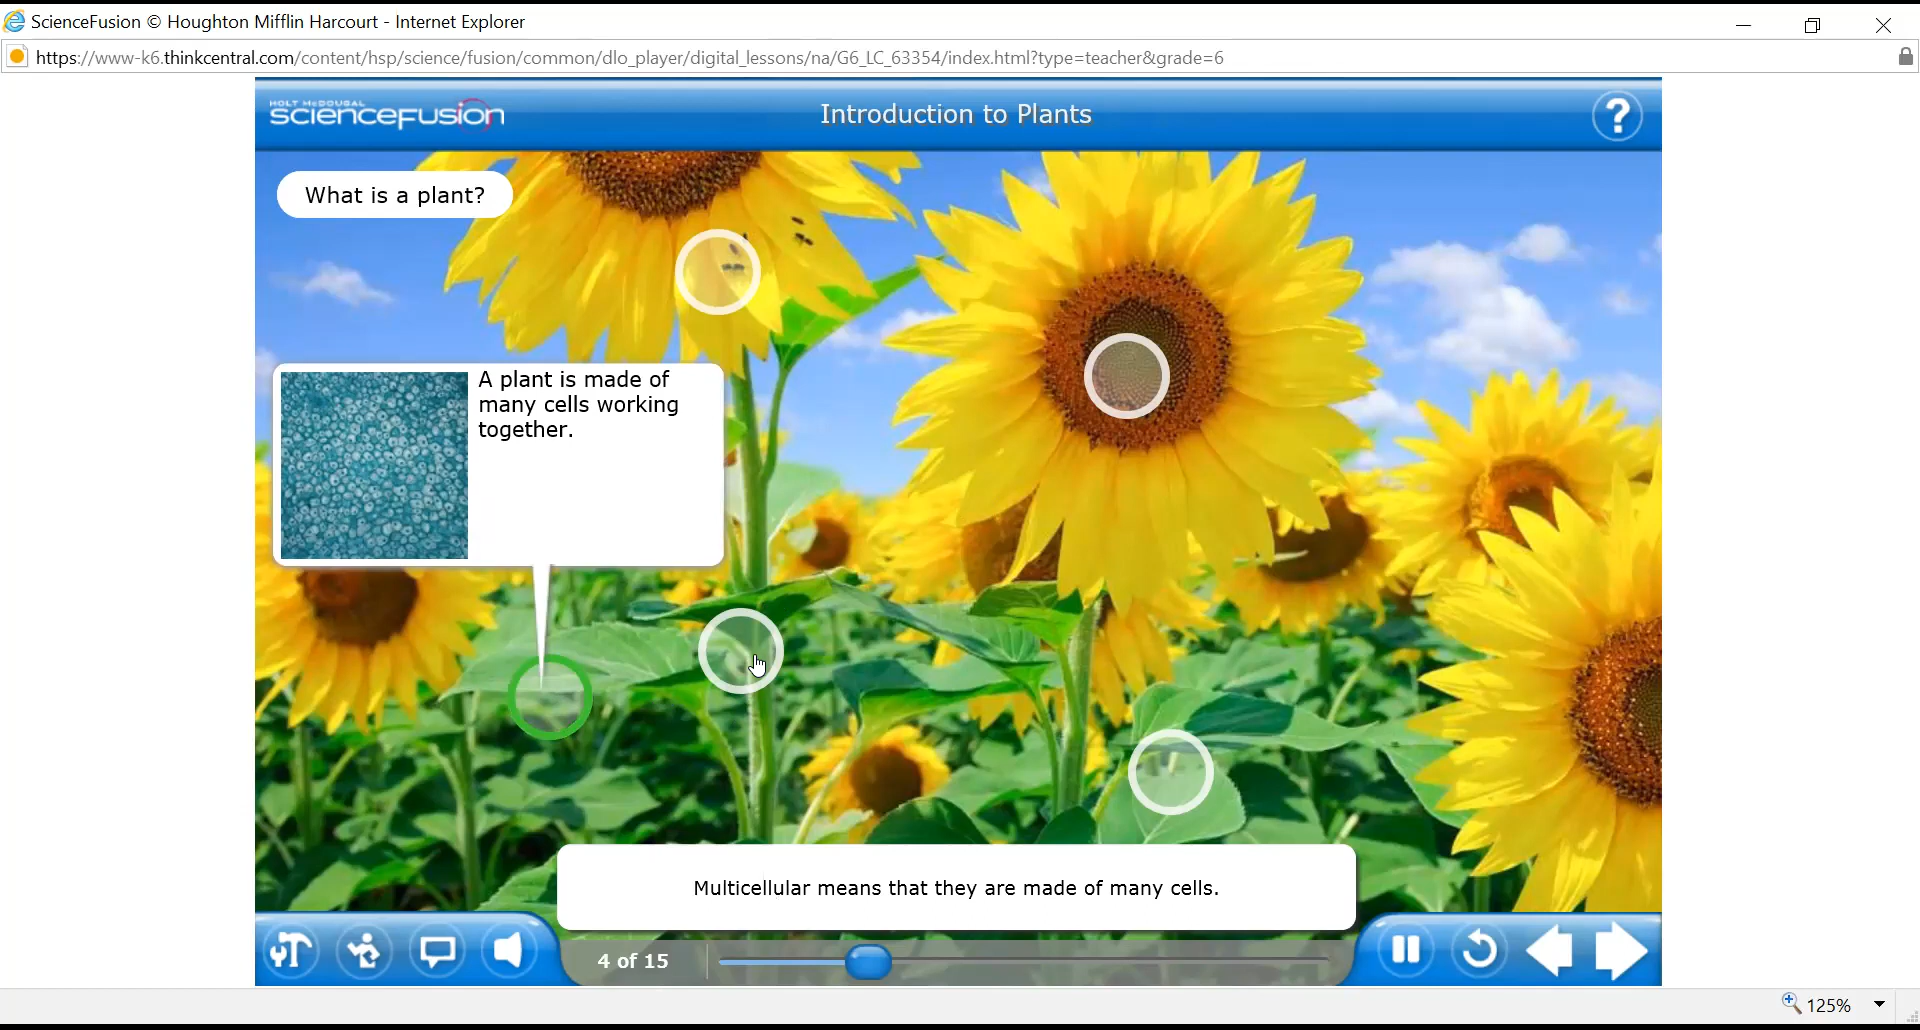 ScienceFusion © Houghton Mifflin Harcourt - Internet Explorer
https://www-k6.thinkcentral.com/content/hsp/science/fusion/common/dlo_player/digital_lessons/na/G6_LC_63354/index.html?type=teacher&grade=6
HOLT McDOUGAL
scienceFusion
Introduction to Plants
?
What is a plant?
A plant is made of
many cells working
together.
Multicellular means that they are made of many cells.
4 of 15
125%